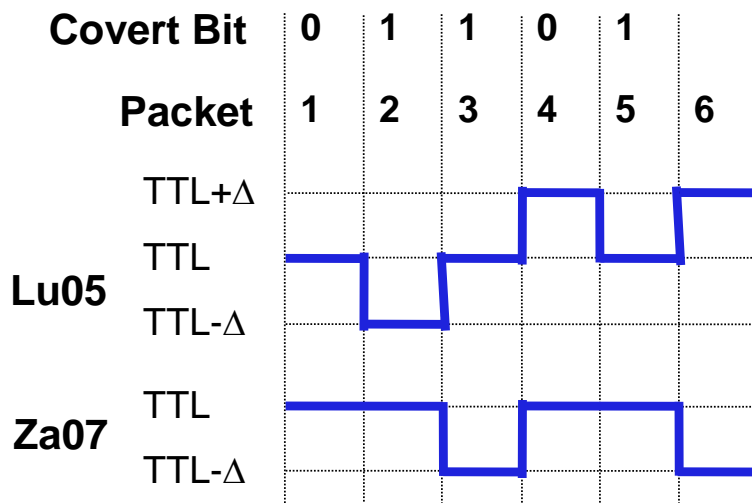 Covert Bit 0 1 1 0 1
Packet 1 2 3 4 5 6
TTL+Δ
TTL
Lu05
TTL-Δ
TTL
Za07
TTL-Δ